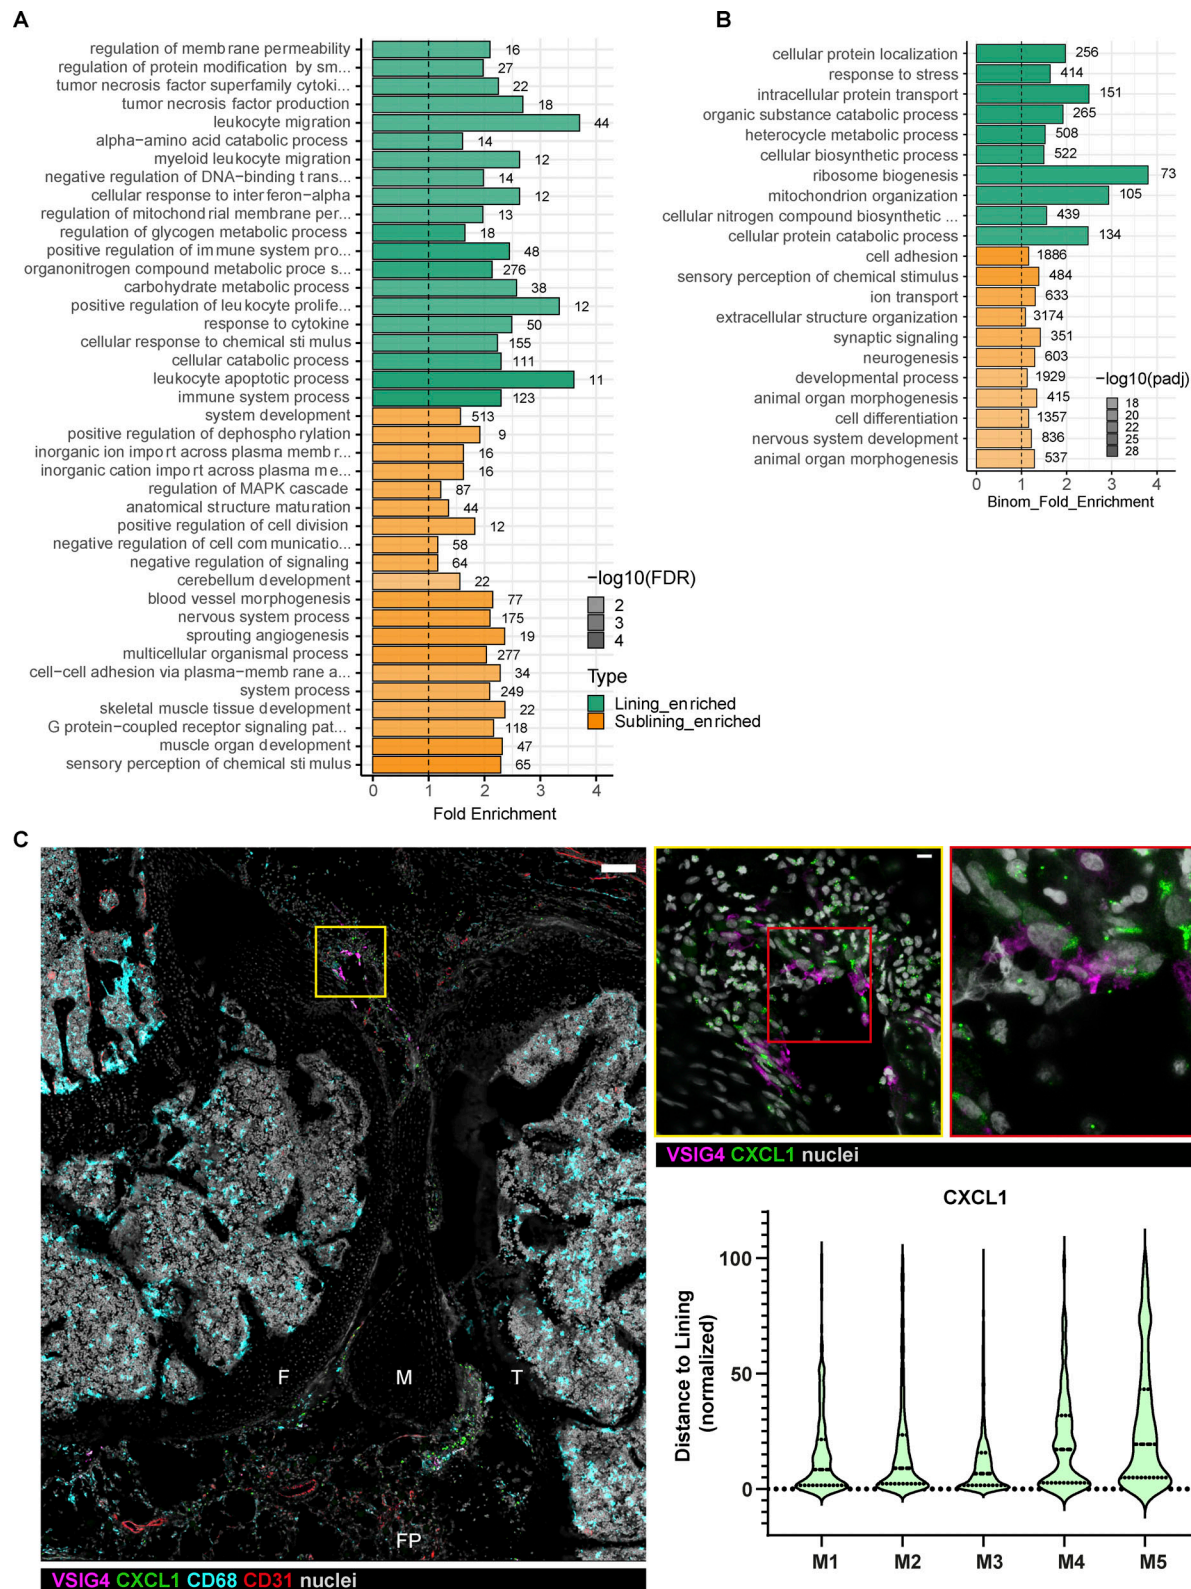 A
regulation of membrane permeability 16
regulation of protein modification by sm... 27
tumor necrosis factor superfamily cytoki... 22
tumor necrosis factor production 18
leukocyte migration 44
alpha−amino acid catabolic process 14
myeloid leukocyte migration 12
negative regulation of DNA−binding trans... 14
cellular response to interferon−alpha 12
regulation of mitochondrial membrane per... 13
regulation of glycogen metabolic process 18
positive regulation of immune system pro... 48
organonitrogen compound metabolic proces... 276
carbohydrate metabolic process 38
positive regulation of leukocyte prolife... 12
response to cytokine 50
cellular response to chemical stimulus 155
cellular catabolic process 111
leukocyte apoptotic process 11
immune system process 123
system development 513
positive regulation of dephosphorylation 9
inorganic ion import across plasma membr... 16
inorganic cation import across plasma me... 16
regulation of MAPK cascade 87
anatomical structure maturation 44
positive regulation of cell division 12
negative regulation of cell communicatio... 58
negative regulation of signaling 64
cerebellum development 22
blood vessel morphogenesis 77
nervous system process 175
sprouting angiogenesis 19
multicellular organismal process 277
cell−cell adhesion via plasma−membrane a... 34
system process 249
skeletal muscle tissue development 22
G protein−coupled receptor signaling pat... 118
muscle organ development 47
sensory perception of chemical stimulus 65
0 1 2 3 4
Fold Enrichment
−log10(FDR)
2
3
4
Type
Lining_enriched
Sublining_enriched
B
cellular protein localization 256
response to stress 414
intracellular protein transport 151
organic substance catabolic process 265
heterocycle metabolic process 508
cellular biosynthetic process 522
ribosome biogenesis 73
mitochondrion organization 105
cellular nitrogen compound biosynthetic ... 439
cellular protein catabolic process 134
cell adhesion 1886
sensory perception of chemical stimulus 484
ion transport 633
extracellular structure organization 3174
synaptic signaling 351
neurogenesis 603
developmental process 1929
animal organ morphogenesis 415
cell differentiation 1357
nervous system development 836
animal organ morphogenesis 537
0 1 2 3 4
Binom_Fold_Enrichment
−log10(padj)
18
20
22
25
28
C
F M T
FP
VSIG4 CXCL1 CD68 CD31 nuclei
VSIG4 CXCL1 nuclei
CXCL1
Distance to Lining
(normalized)
100
50
0
M1 M2 M3 M4 M5